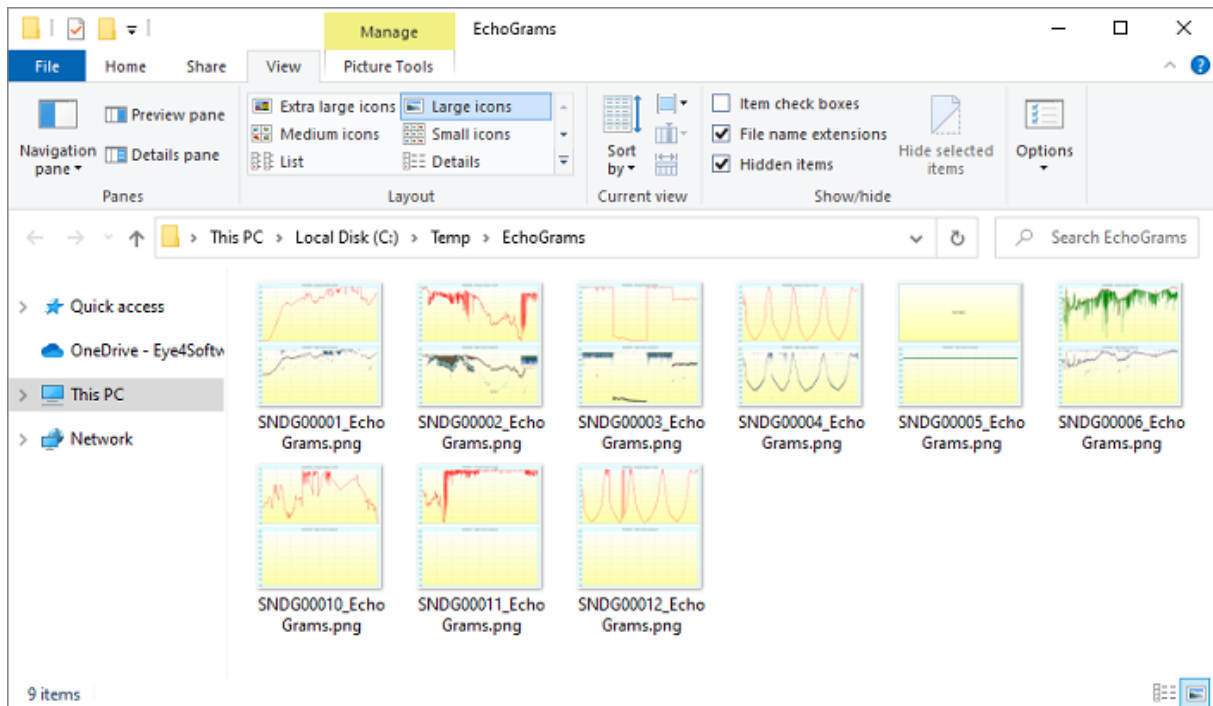 Manage
EchoGrams
File
Home
Share
View
Picture Tools
Navigation
pane
Preview pane
Details pane
Panes
Extra large icons
Large icons
Medium icons
Small icons
List
Details
Layout
Sort
by
Current view
Item check boxes
File name extensions
Hidden items
Hide selected
items
Show/hide
Options
This PC > Local Disk (C:) > Temp > EchoGrams
Search EchoGrams
Quick access
OneDrive - Eye4Softw
This PC
Network
SNDG00001_Echo
Grams.png
SNDG00002_Echo
Grams.png
SNDG00003_Echo
Grams.png
SNDG00004_Echo
Grams.png
SNDG00005_Echo
Grams.png
SNDG00006_Echo
Grams.png
SNDG00010_Echo
Grams.png
SNDG00011_Echo
Grams.png
SNDG00012_Echo
Grams.png
9 items